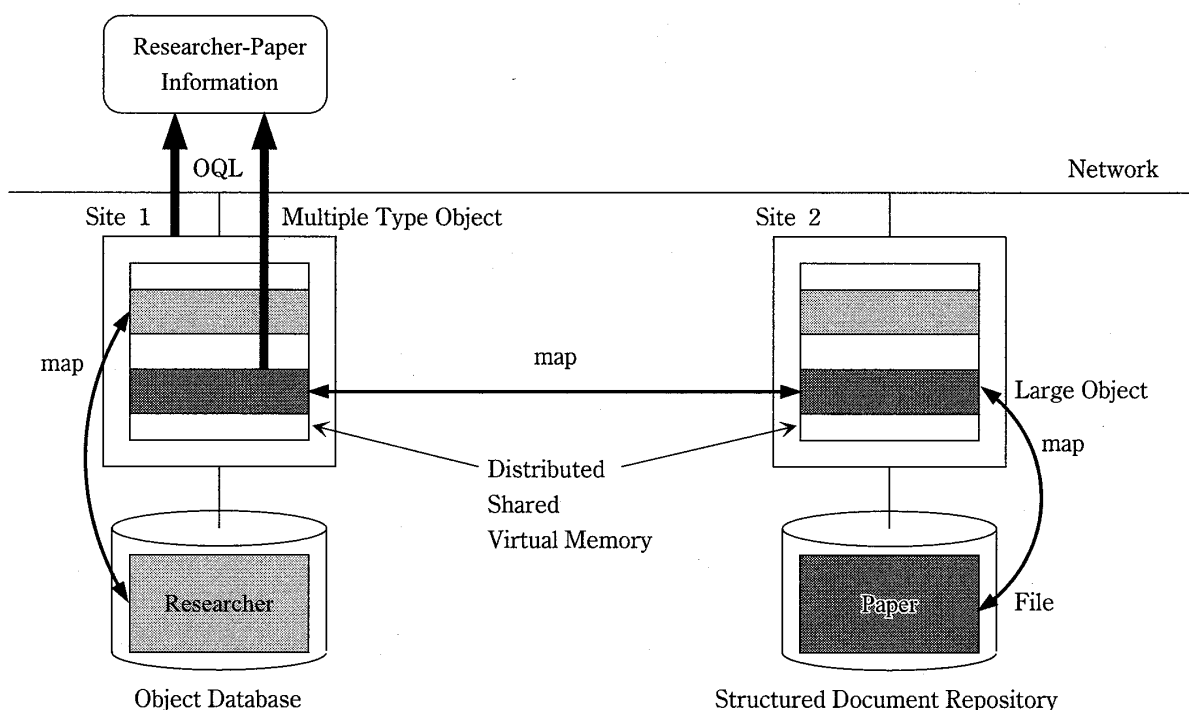 Researcher-Paper
Information
OQL
Network
Site 1
Multiple Type Object
Site 2
map
map
Large Object
map
Distributed
Shared
Virtual Memory
Researcher
Paper
File
Object Database
Structured Document Repository